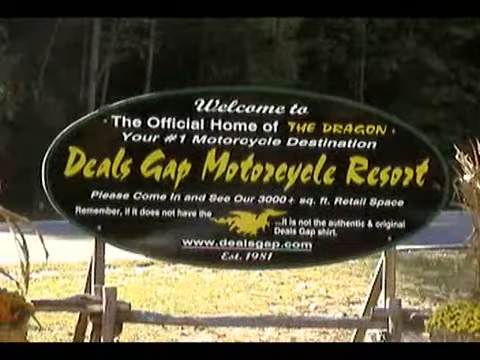 Welcome to
The Official Home of THE DRAGON
Your #1 Motorcycle Destination
Deals Gap Motorcycle Resort
Please Come In and See Our 3000+ sq. ft. Retail Space
Remember, if it does not have the ...It is not the authentic & original
Deals Gap shirt.
www.dealsgap.com
Est. 1981